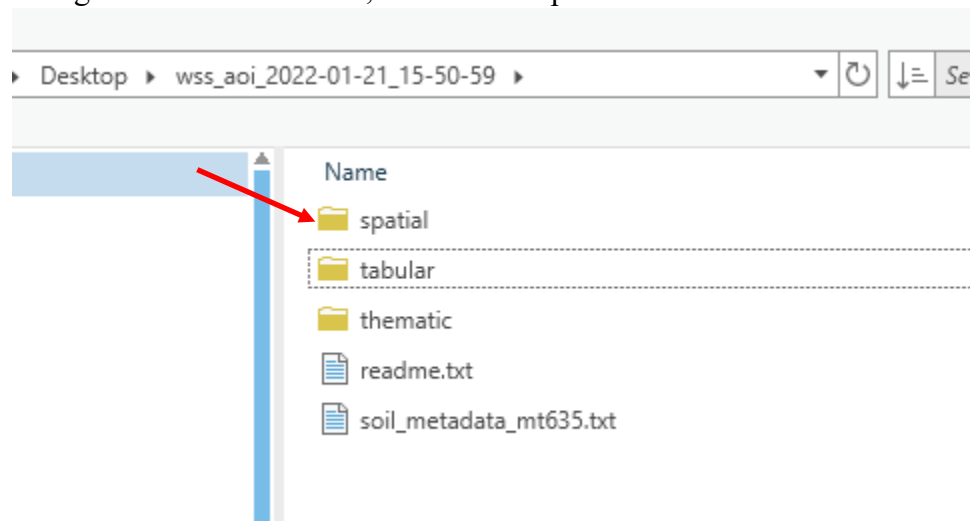 Desktop wss_aoi_2022-01-21_15-50-59
Name
spatial
tabular
thematic
readme.txt
soil_metadata_mt635.txt